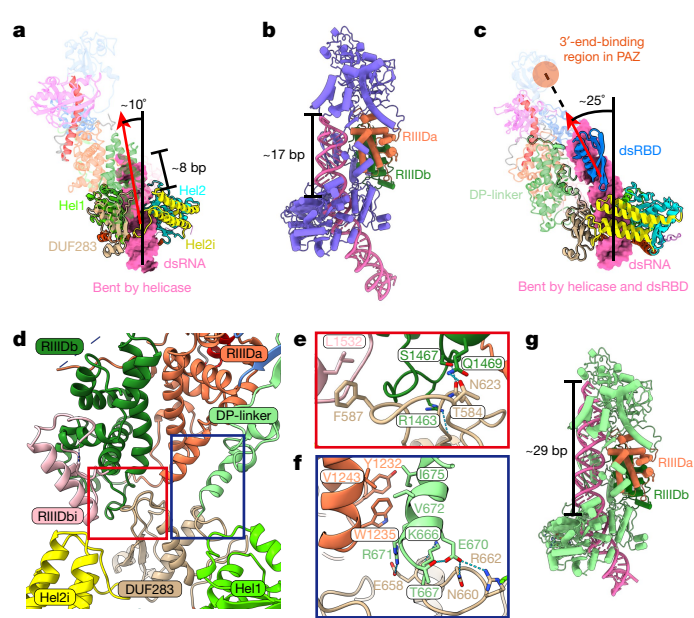 a
~10°
~8 bp
Hel1
Hel2
DUF283
Hel2i
dsRNA
Bent by helicase
b
~17 bp
RIIIDa
RIIIDb
c
3′-end-binding
region in PAZ
~25°
dsRBD
DP-linker
dsRNA
Bent by helicase and dsRBD
d
RIIIDb
RIIIDa
DP-linker
RIIIDbi
DUF283
Hel2i
Hel1
e
L1532
S1467
Q1469
N623
F587
T584
R1463
f
Y1232
I675
V1243
V672
W1235
K666
R671
E670
R662
E658
T667
N660
g
~29 bp
RIIIDa
RIIIDb